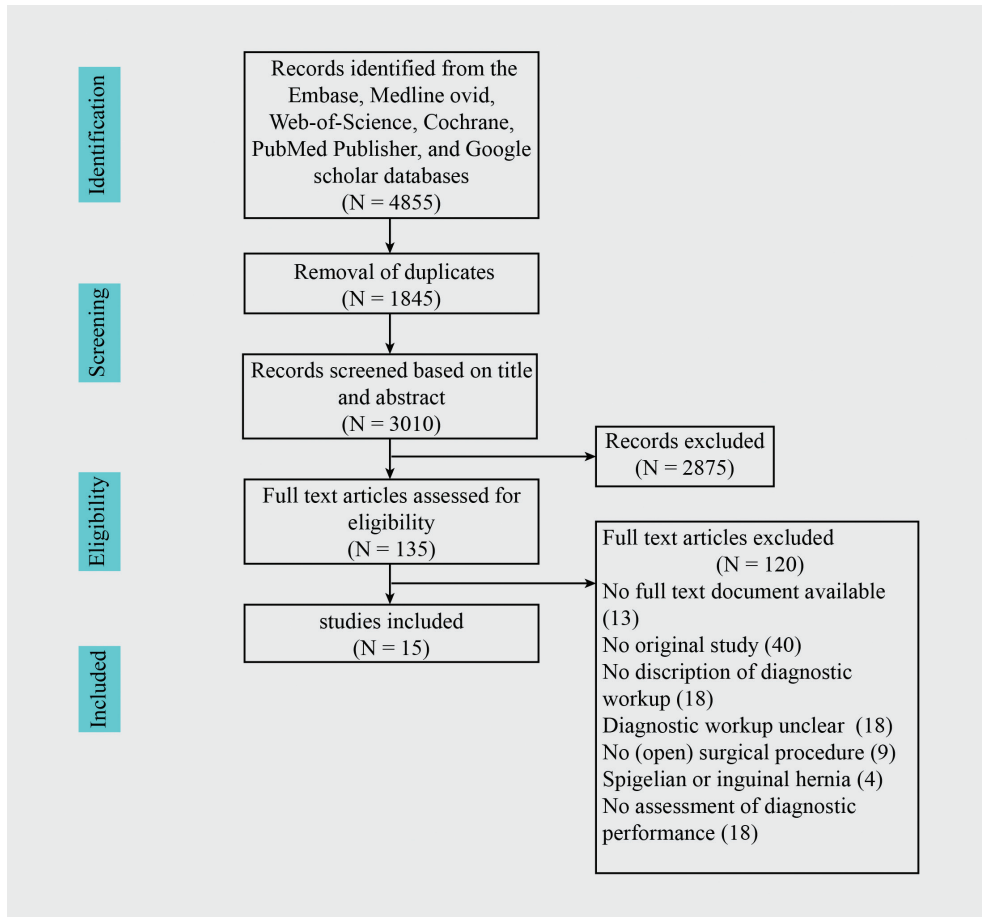 Identification
Records identified from the
Embase, Medline ovid,
Web-of-Science, Cochrane,
PubMed Publisher, and Google
scholar databases
(N = 4855)
Screening
Removal of duplicates
(N = 1845)
Records screened based on title
and abstract
(N = 3010)
Records excluded
(N = 2875)
Eligibility
Full text articles assessed for
eligibility
(N = 135)
Full text articles excluded
(N = 120)
No full text document available
(13)
No original study (40)
No discription of diagnostic
workup (18)
Diagnostic workup unclear (18)
No (open) surgical procedure (9)
Spigelian or inguinal hernia (4)
No assessment of diagnostic
performance (18)
Included
studies included
(N = 15)